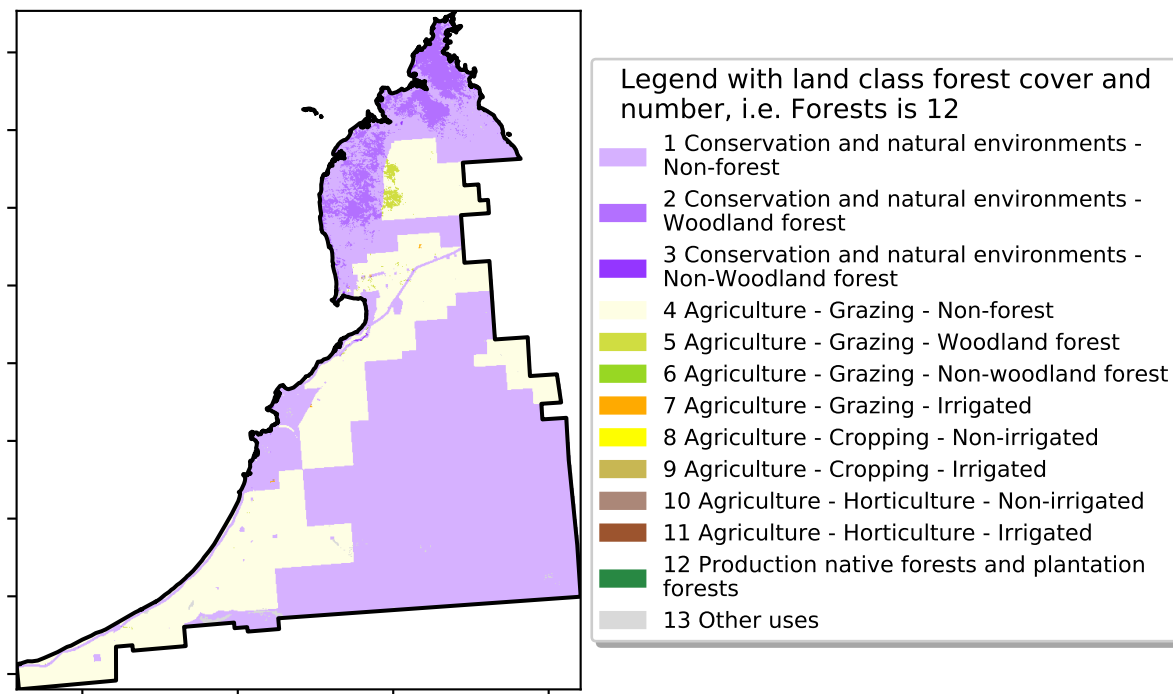 Legend with land class forest cover and
number, i.e. Forests is 12
1 Conservation and natural environments -
Non-forest
2 Conservation and natural environments -
Woodland forest
3 Conservation and natural environments -
Non-Woodland forest
4 Agriculture - Grazing - Non-forest
5 Agriculture - Grazing - Woodland forest
6 Agriculture - Grazing - Non-woodland forest
7 Agriculture - Grazing - Irrigated
8 Agriculture - Cropping - Non-irrigated
9 Agriculture - Cropping - Irrigated
10 Agriculture - Horticulture - Non-irrigated
11 Agriculture - Horticulture - Irrigated
12 Production native forests and plantation
forests
13 Other uses